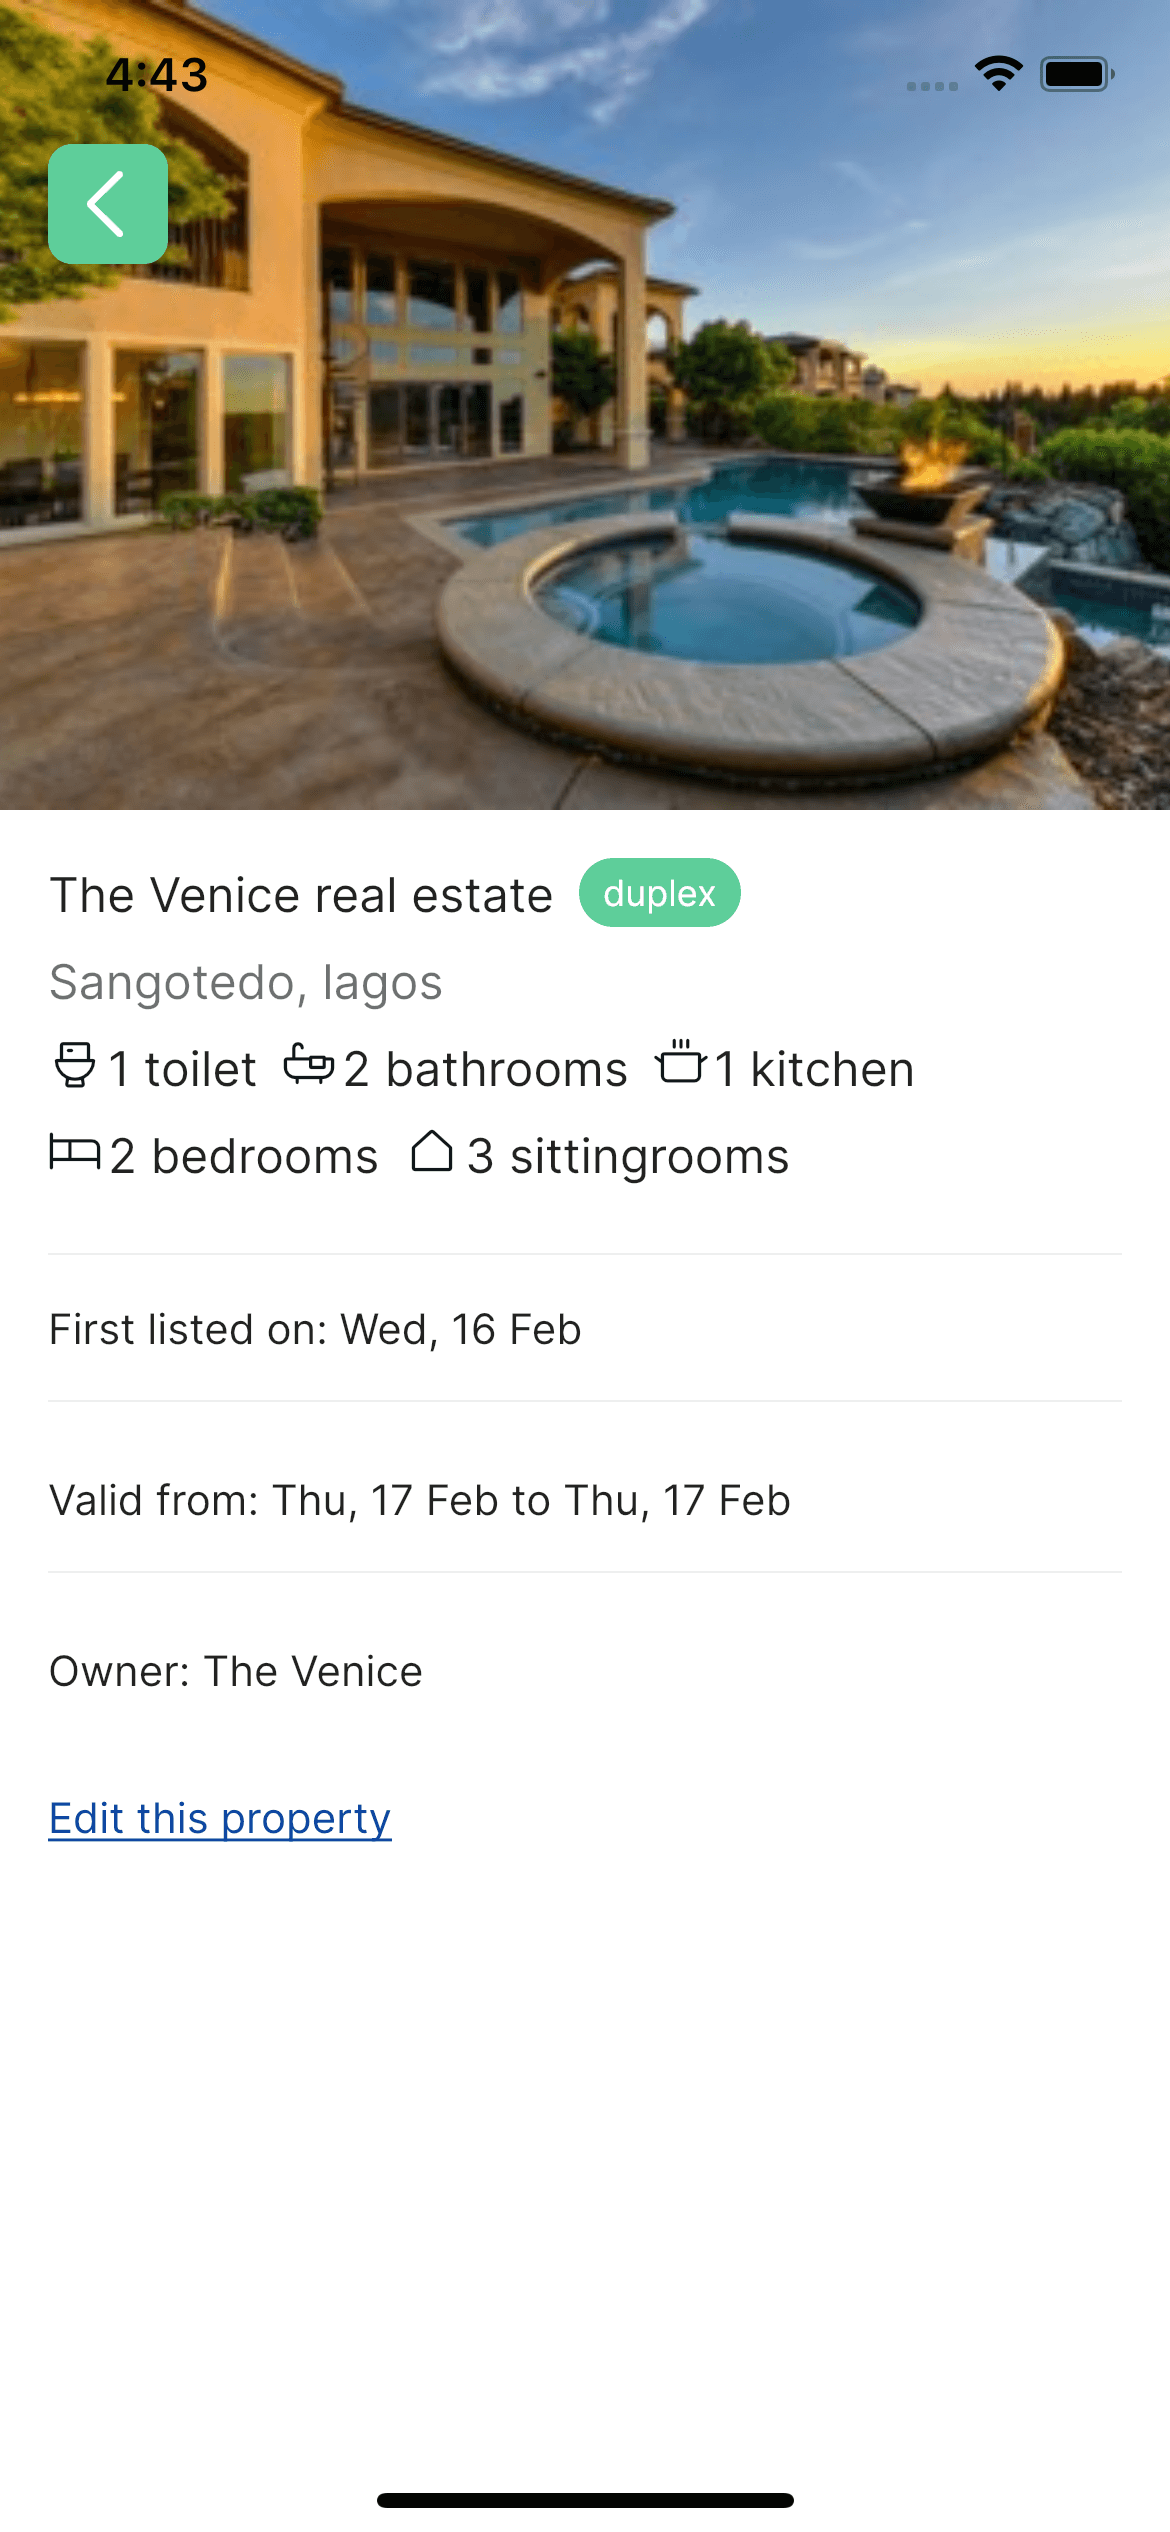 4:43
The Venice real estate duplex
Sangotedo, lagos
1 toilet 2 bathrooms 1 kitchen
2 bedrooms 3 sittingrooms
First listed on: Wed, 16 Feb
Valid from: Thu, 17 Feb to Thu, 17 Feb
Owner: The Venice
Edit this property